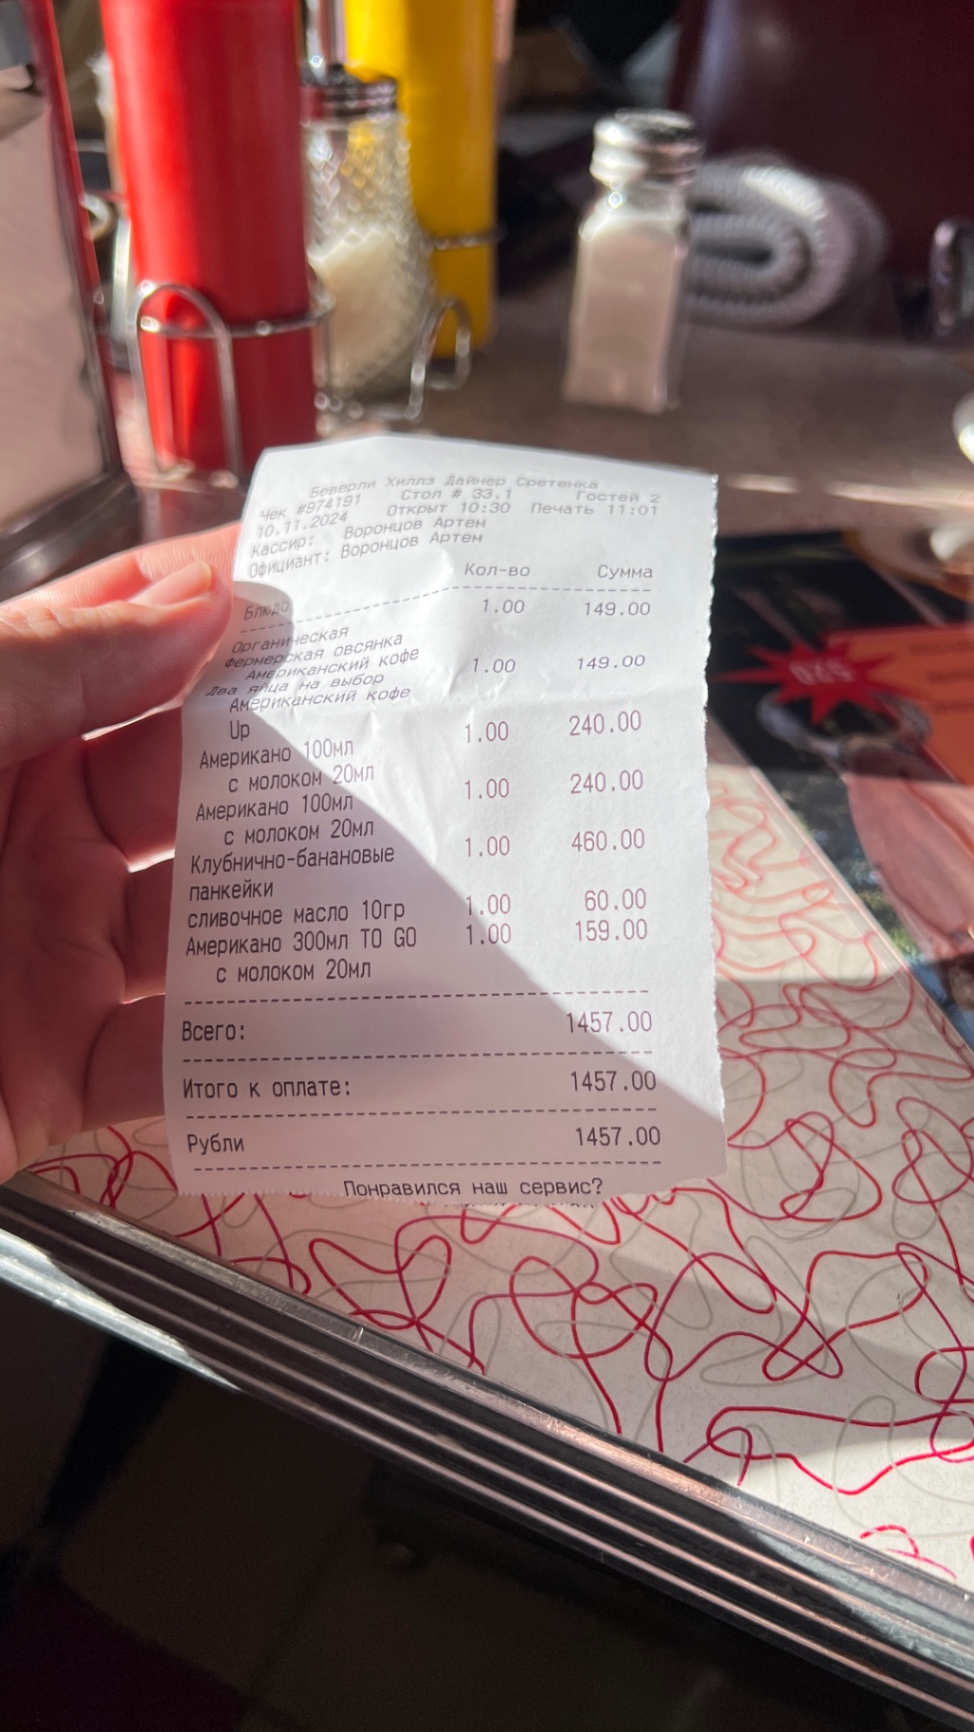 Беверли Хиллз Дайнер Сретенка
Чек #974191 Стол # 33.1 Гостей 2
10.11.2024 Открыт 10:30 Печать 11:01
Кассир: Воронцов Артем
Официант: Воронцов Артем
Блюдо Кол-во Сумма
Органическая 1.00 149.00
фермерская овсянка
Американский кофе
Два яйца на выбор 1.00 149.00
Американский кофе
Up
Американо 100мл 1.00 240.00
с молоком 20мл
Американо 100мл 1.00 240.00
с молоком 20мл
Клубнично-банановые 1.00 460.00
панкейки
сливочное масло 10гр 1.00 60.00
Американо 300мл TO GO 1.00 159.00
с молоком 20мл
Всего: 1457.00
Итого к оплате: 1457.00
Рубли 1457.00
Понравился наш сервис?